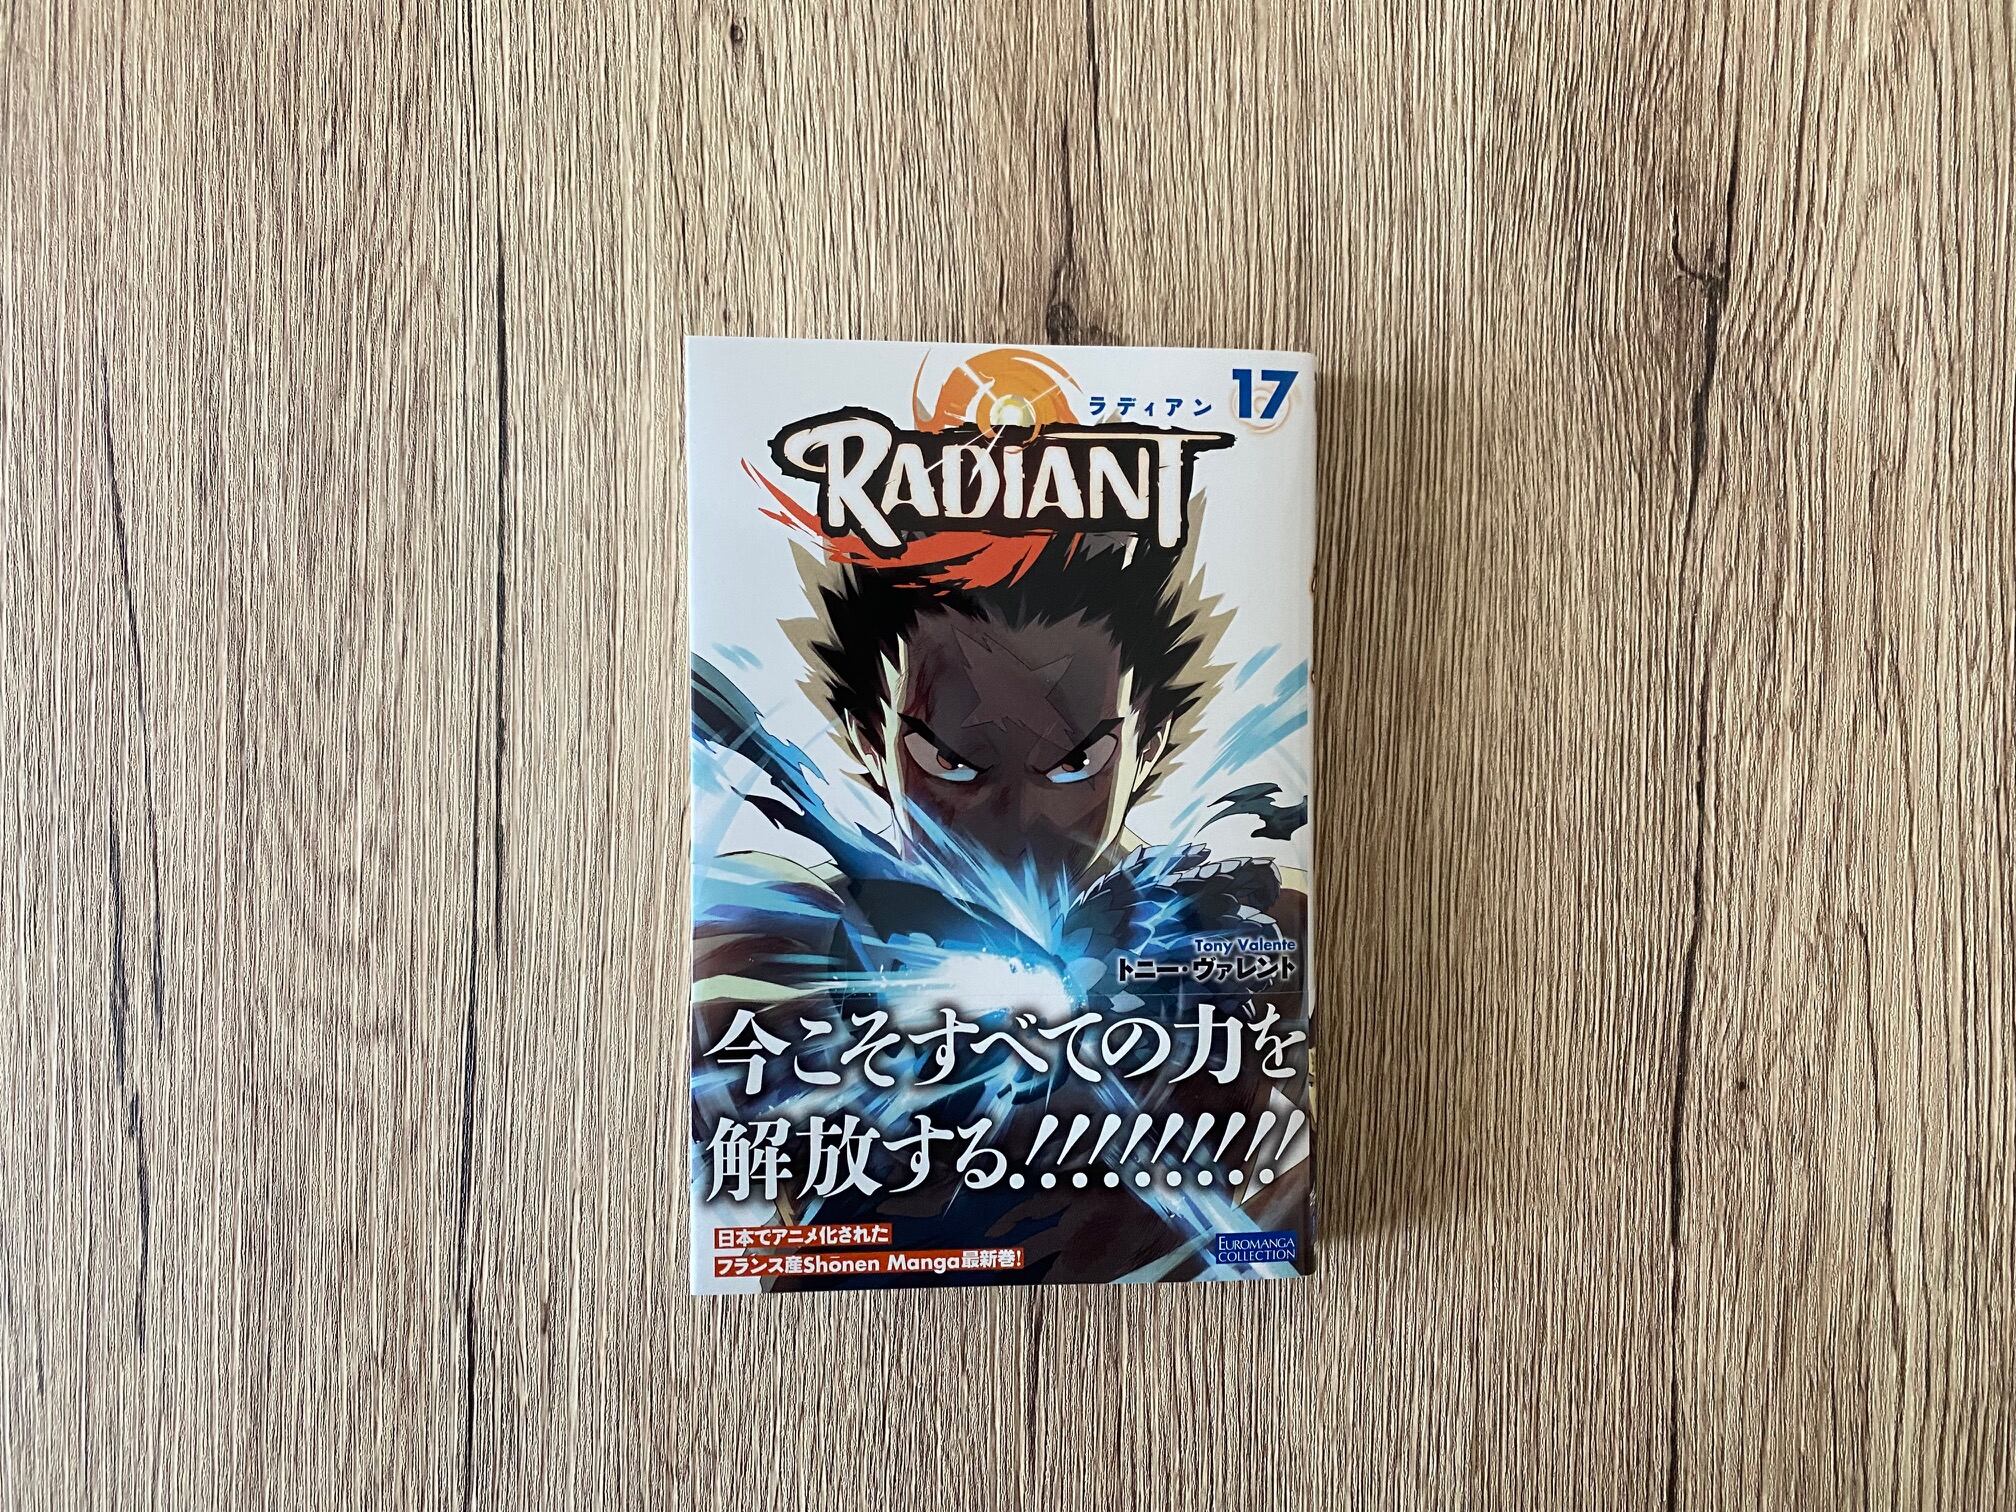 ラディアン 17
RADIANT
Tony Valente
トニー・ヴァレント
今こそすべての力を
解放する!!!!!!!!!
日本でアニメ化された
フランス産Shōnen Manga最新巻!
EUROMANGA
COLLECTION